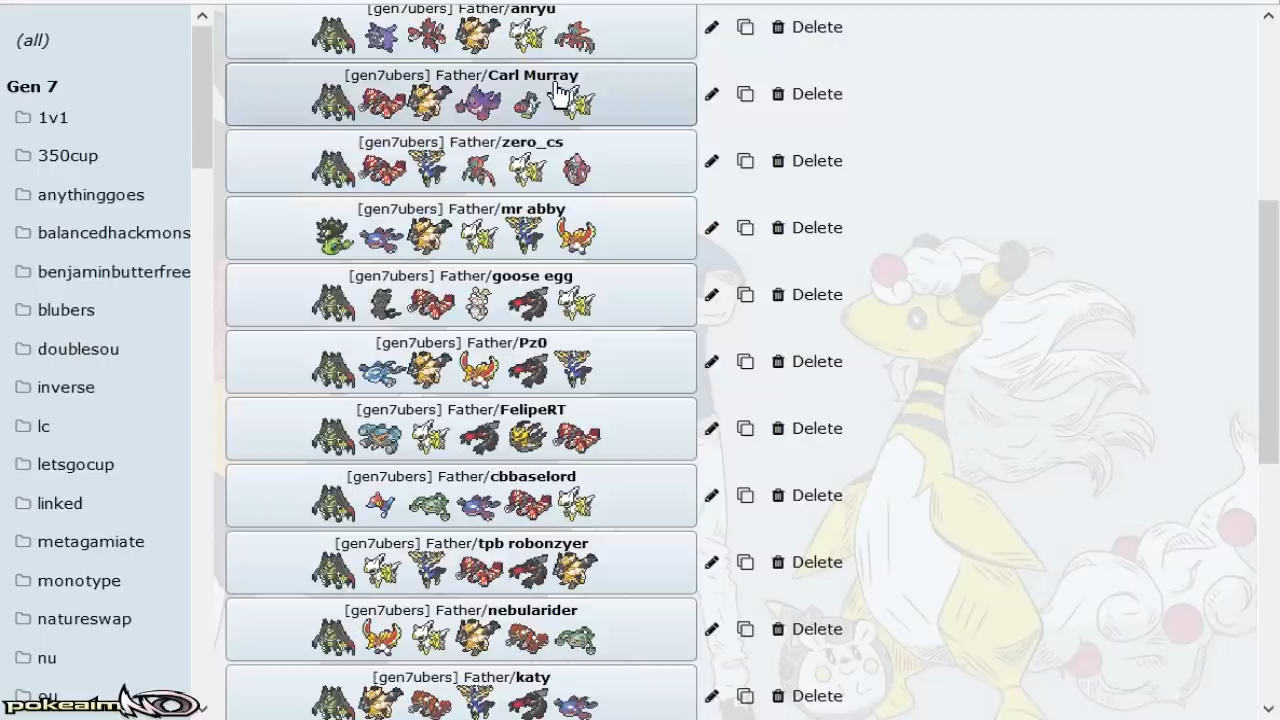 (all)
Gen 7
1v1
350cup
anythinggoes
balancedhackmons
benjaminbutterfree
blubers
doublesou
inverse
lc
letsgocup
linked
metagamiate
monotype
natureswap
nu
ou
pokeaimMD
[gen7ubers] Father/anryu
Delete
[gen7ubers] Father/Carl Murray
Delete
[gen7ubers] Father/zero_cs
Delete
[gen7ubers] Father/mr abby
Delete
[gen7ubers] Father/goose egg
Delete
[gen7ubers] Father/Pz0
Delete
[gen7ubers] Father/FelipeRT
Delete
[gen7ubers] Father/cbbaselord
Delete
[gen7ubers] Father/tpb robonzyer
Delete
[gen7ubers] Father/nebularider
Delete
[gen7ubers] Father/katy
Delete